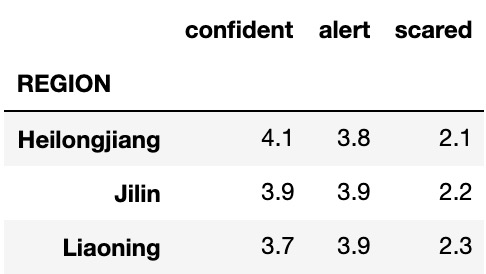 confident alert scared
REGION
Heilongjiang 4.1 3.8 2.1
Jilin 3.9 3.9 2.2
Liaoning 3.7 3.9 2.3